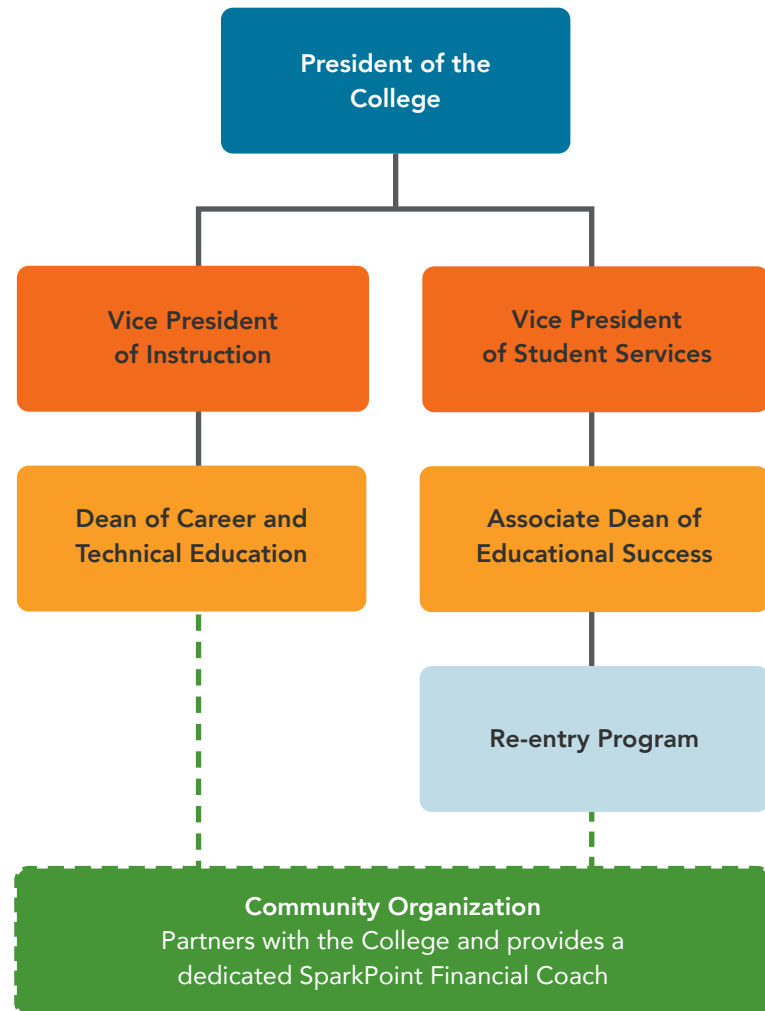 President of the
College
Vice President
of Instruction
Vice President
of Student Services
Dean of Career and
Technical Education
Associate Dean of
Educational Success
Re-entry Program
Community Organization
Partners with the College and provides a
dedicated SparkPoint Financial Coach